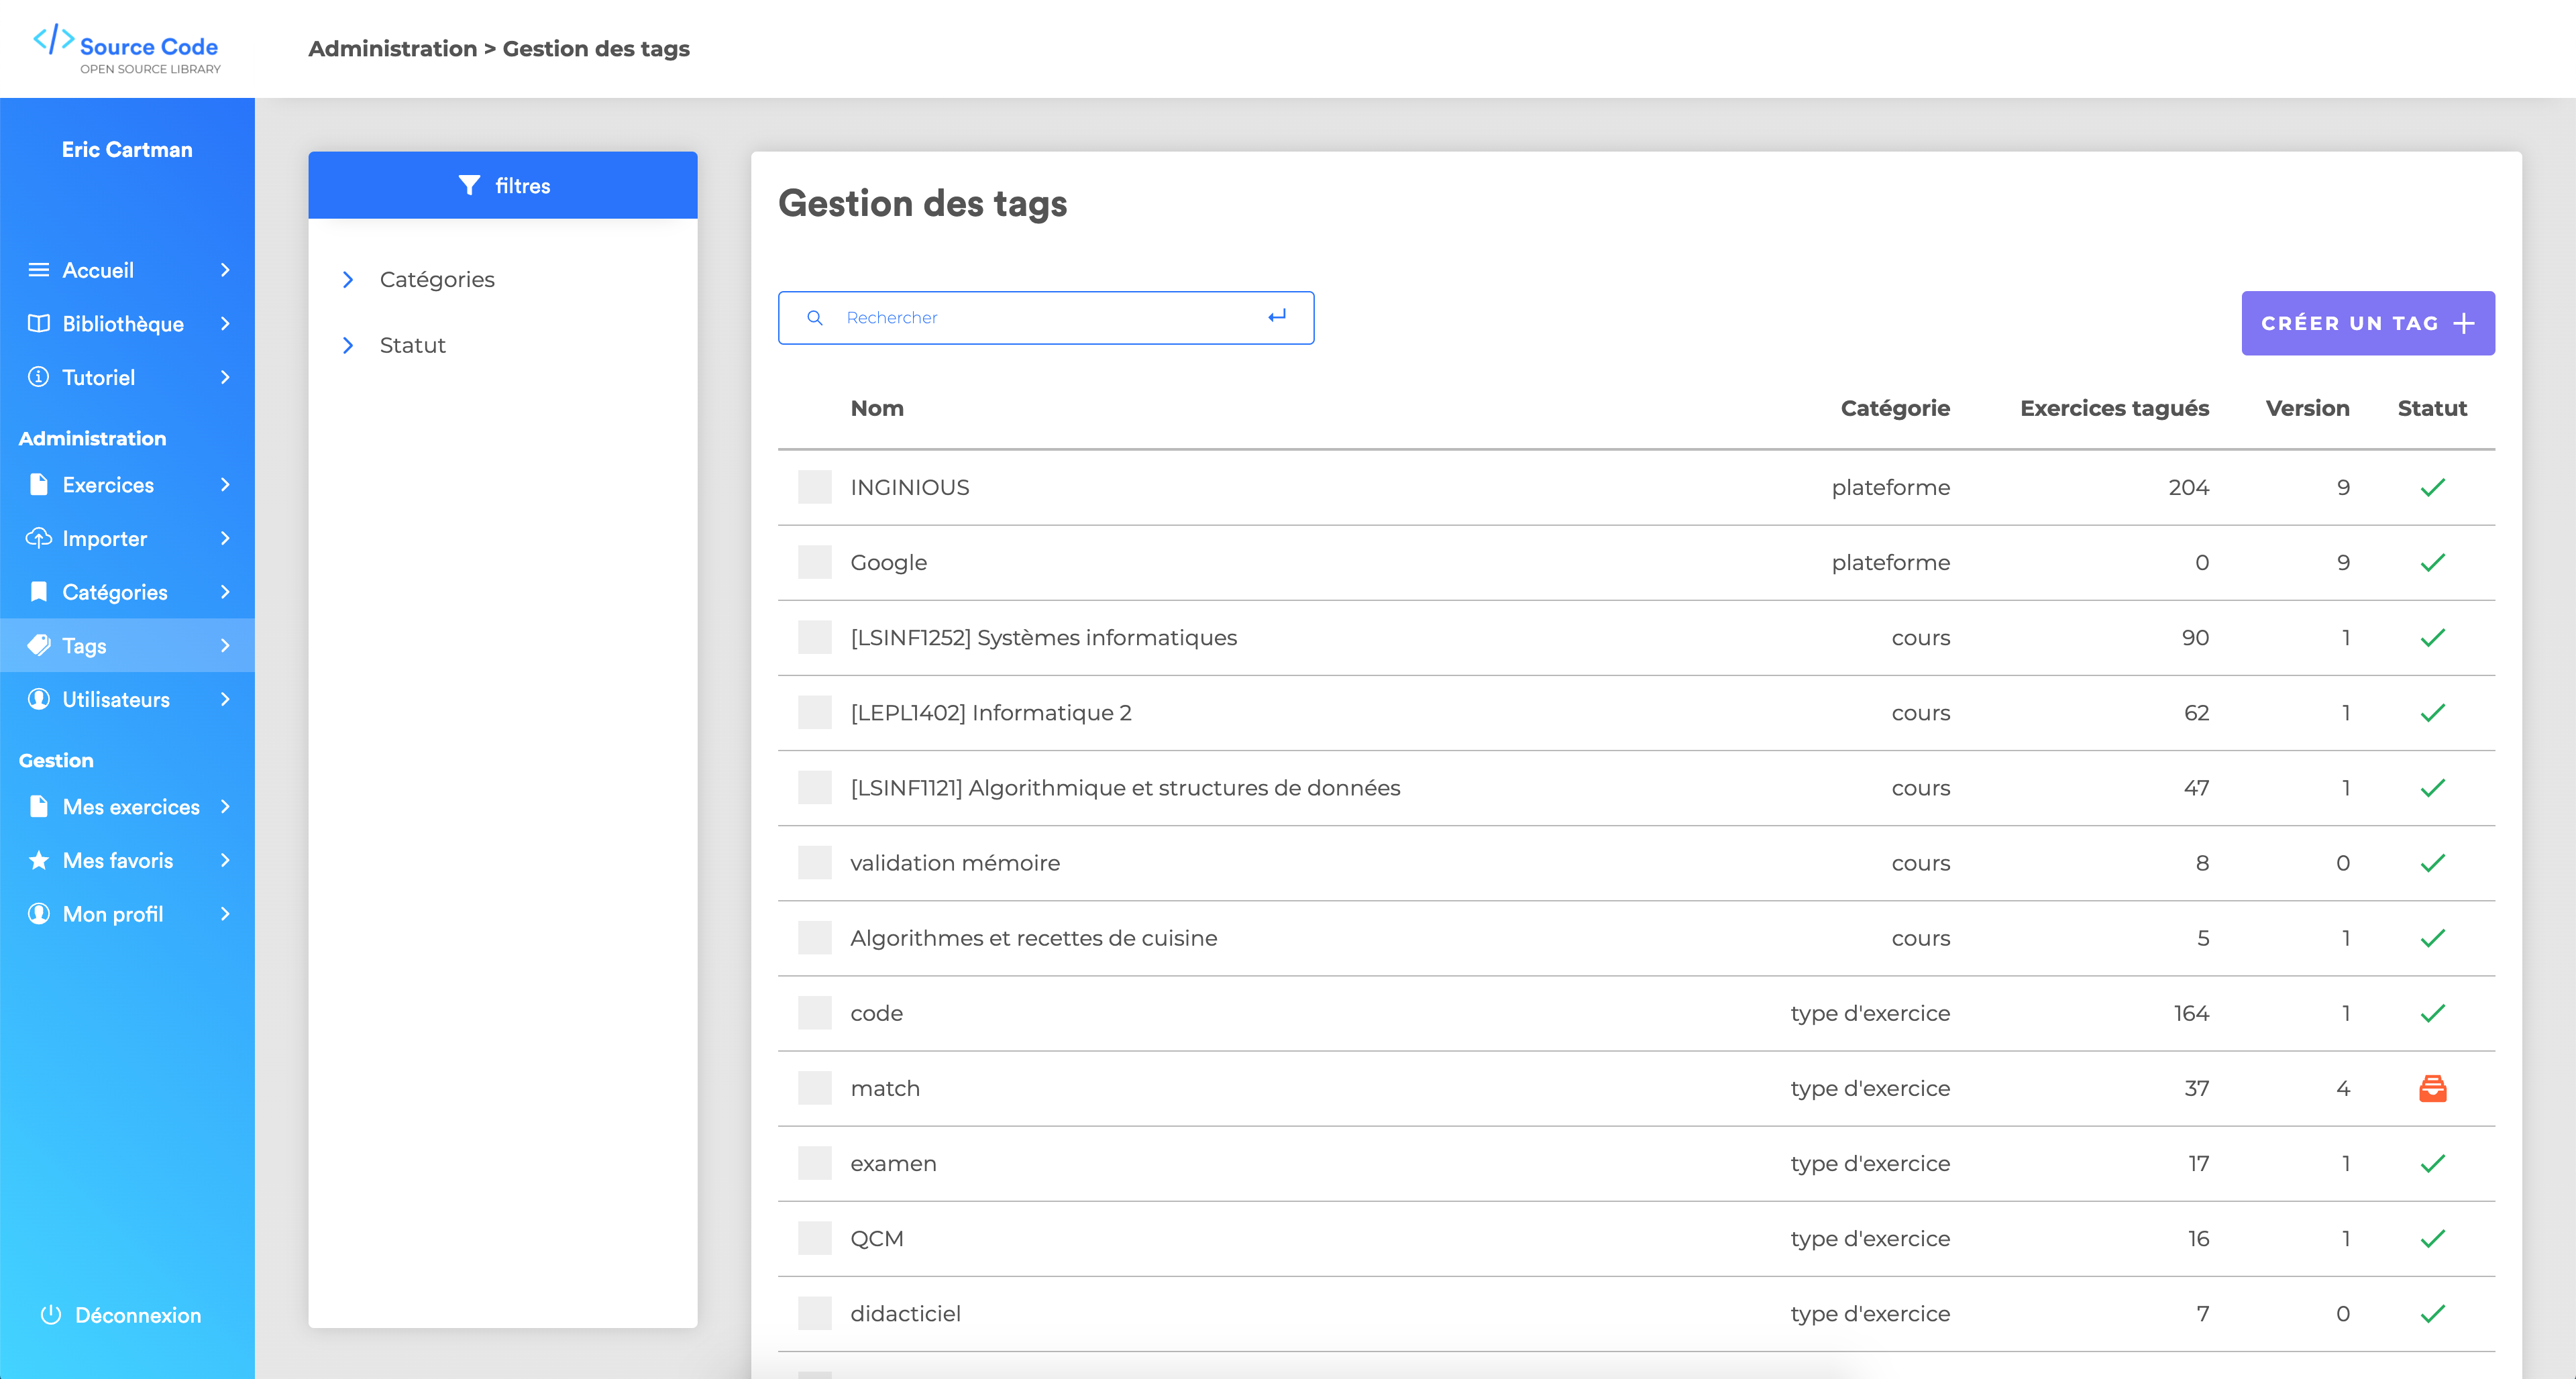 </> Source Code
OPEN SOURCE LIBRARY
Administration > Gestion des tags
Eric Cartman
Accueil
Bibliothèque
Tutoriel
Administration
Exercices
Importer
Catégories
Tags
Utilisateurs
Gestion
Mes exercices
Mes favoris
Mon profil
Déconnexion
filtres
Catégories
Statut
Gestion des tags
Rechercher
CRÉER UN TAG +
Nom Catégorie Exercices tagués Version Statut
INGINIOUS plateforme 204 9
Google plateforme 0 9
[LSINF1252] Systèmes informatiques cours 90 1
[LEPL1402] Informatique 2 cours 62 1
[LSINF1121] Algorithmique et structures de données cours 47 1
validation mémoire cours 8 0
Algorithmes et recettes de cuisine cours 5 1
code type d'exercice 164 1
match type d'exercice 37 4
examen type d'exercice 17 1
QCM type d'exercice 16 1
didacticiel type d'exercice 7 0